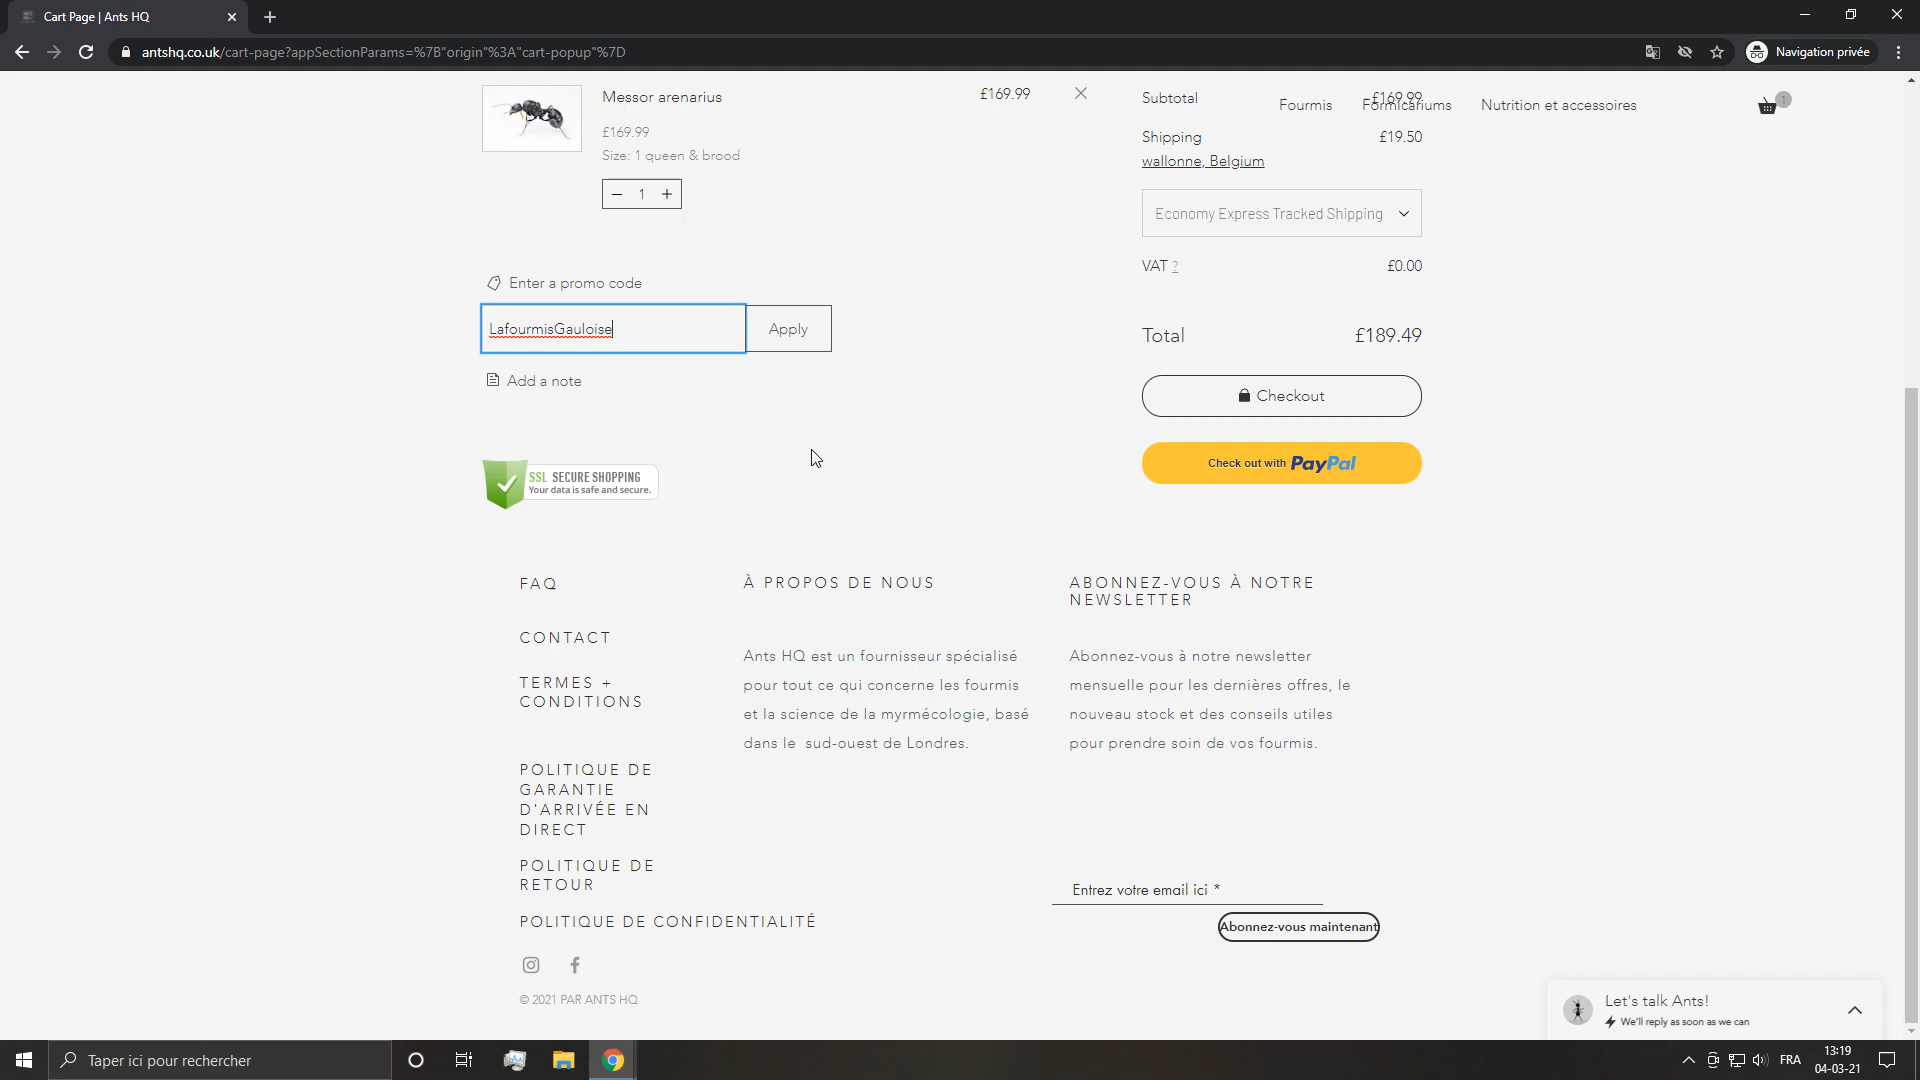 Cart Page | Ants HQ
antshq.co.uk/cart-page?appSectionParams=%7B"origin"%3A"cart-popup"%7D
Navigation privée
Fourmis
Formicariums
Nutrition et accessoires
1
Messor arenarius
£169.99
£169.99
Size: 1 queen & brood
1
Subtotal
£169.99
Shipping
£19.50
wallonne, Belgium
Economy Express Tracked Shipping
VAT ?
£0.00
Enter a promo code
LafourmisGauloise
Apply
Total
£189.49
Add a note
Checkout
Check out with PayPal
SSL SECURE SHOPPING
Your data is safe and secure.
FAQ
CONTACT
TERMES +
CONDITIONS
POLITIQUE DE
GARANTIE
D'ARRIVÉE EN
DIRECT
POLITIQUE DE
RETOUR
POLITIQUE DE CONFIDENTIALITÉ
© 2021 PAR ANTS HQ
À PROPOS DE NOUS
Ants HQ est un fournisseur spécialisé
pour tout ce qui concerne les fourmis
et la science de la myrmécologie, basé
dans le sud-ouest de Londres.
ABONNEZ-VOUS À NOTRE
NEWSLETTER
Abonnez-vous à notre newsletter
mensuelle pour les dernières offres, le
nouveau stock et des conseils utiles
pour prendre soin de vos fourmis.
Entrez votre email ici *
Abonnez-vous maintenant
Let's talk Ants!
We'll reply as soon as we can
Taper ici pour rechercher
FRA
13:19
04-03-21